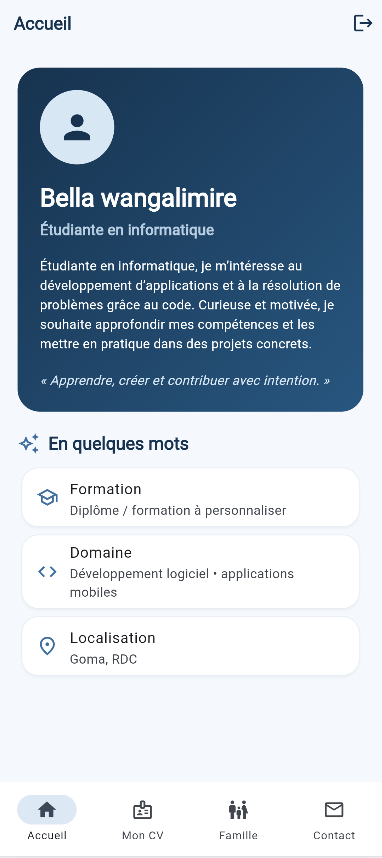 Accueil
Bella wangalimire
Étudiante en informatique
Étudiante en informatique, je m’intéresse au
développement d’applications et à la résolution de
problèmes grâce au code. Curieuse et motivée, je
souhaite approfondir mes compétences et les
mettre en pratique dans des projets concrets.
« Apprendre, créer et contribuer avec intention. »
En quelques mots
Formation
Diplôme / formation à personnaliser
Domaine
Développement logiciel • applications
mobiles
Localisation
Goma, RDC
Accueil Mon CV Famille Contact